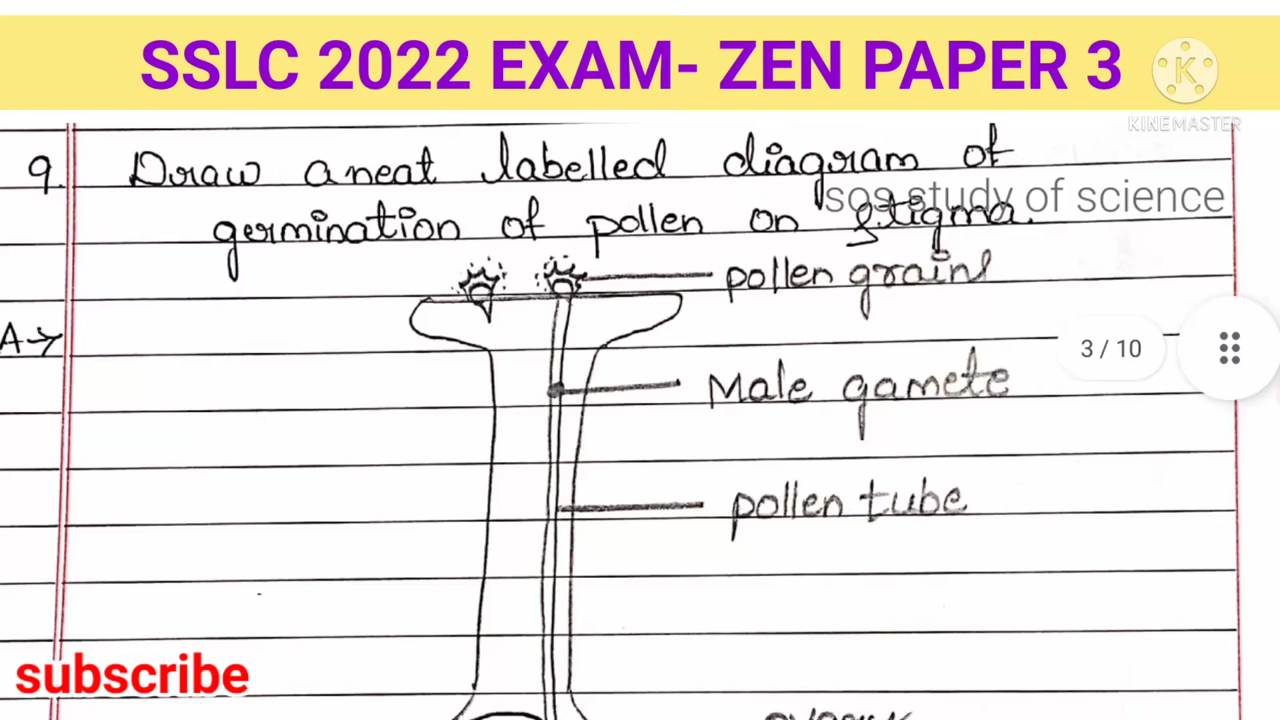 SSLC 2022 EXAM- ZEN PAPER 3
K
KINEMASTER
9. Draw a neat labelled diagram of
sos study of science
germination of pollen on stigma.
pollen grains
A→
3 / 10
Male gamete
pollen tube
subscribe